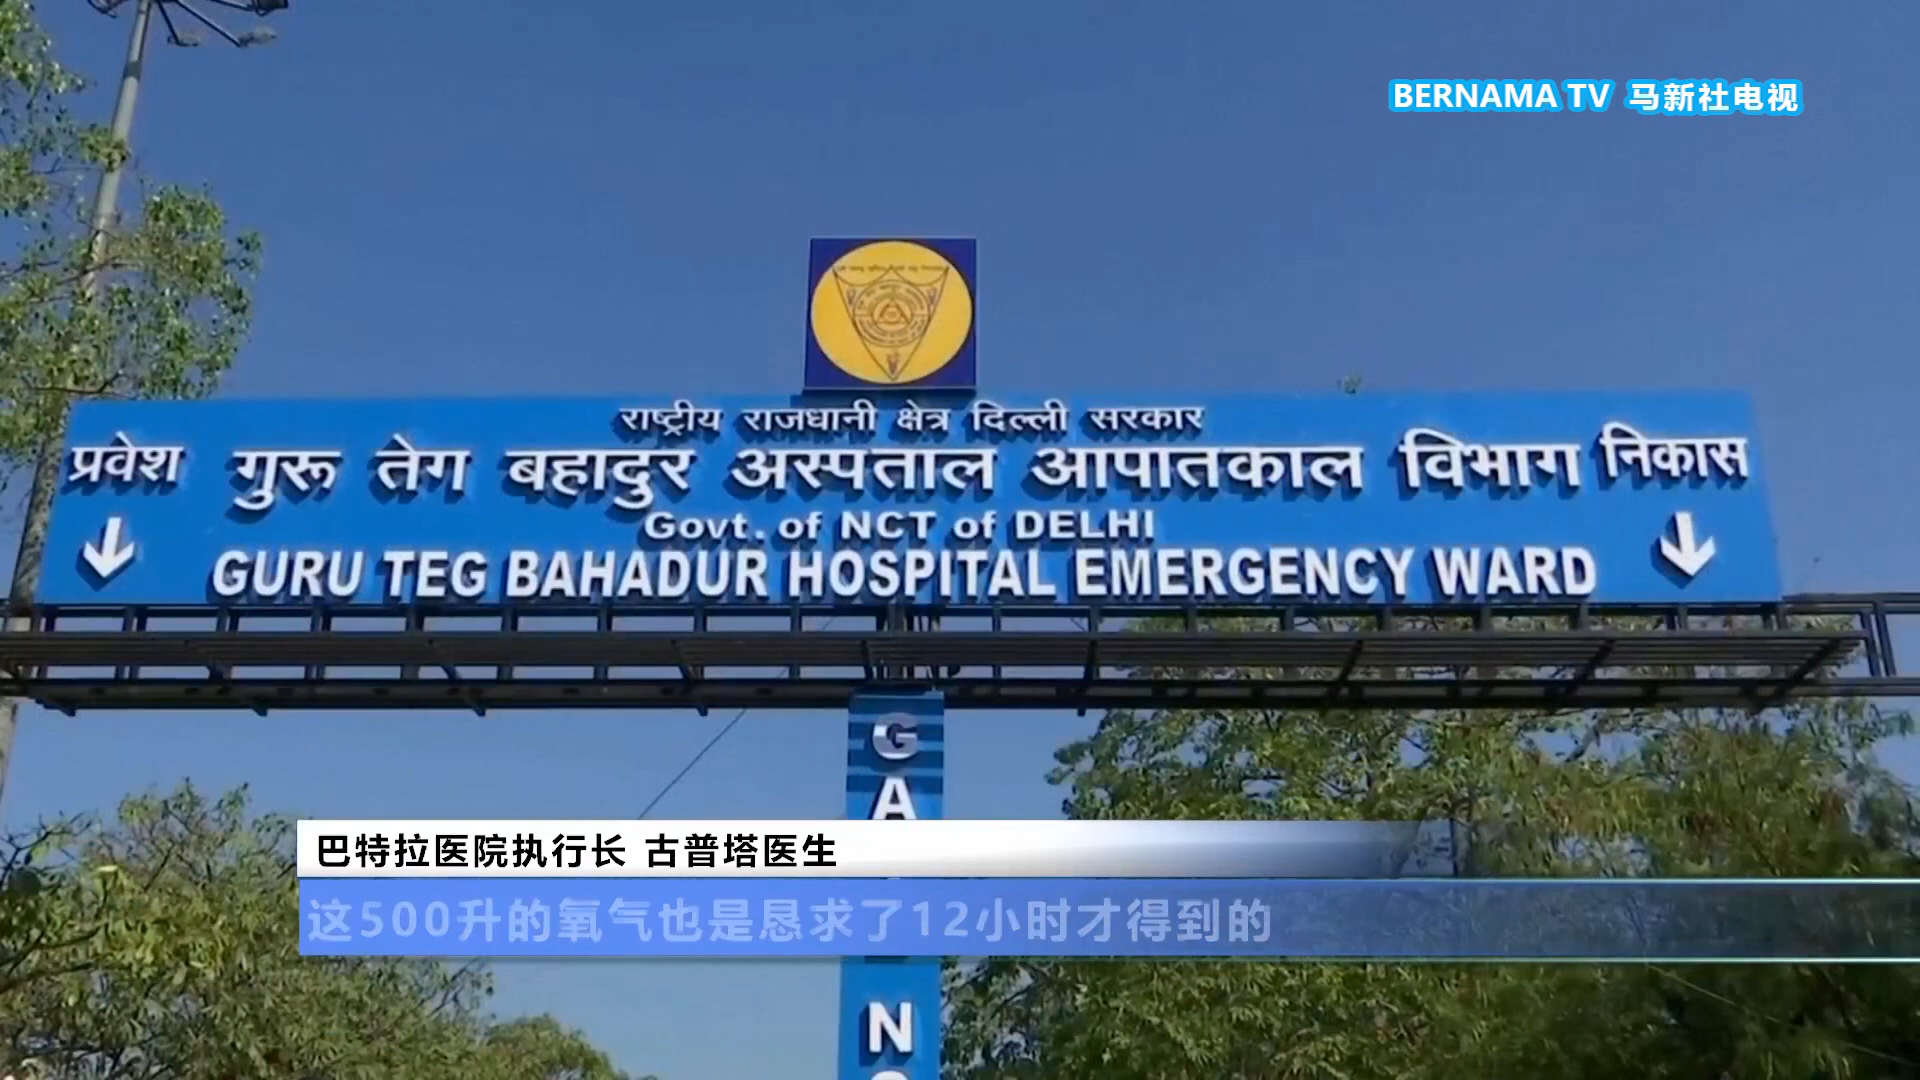 BERNAMA TV 马新社电视
राष्ट्रीय राजधानी क्षेत्र दिल्ली सरकार
प्रवेश गुरू तेग बहादुर अस्पताल आपातकाल विभाग निकास
Govt. of NCT of DELHI
GURU TEG BAHADUR HOSPITAL EMERGENCY WARD
GA
巴特拉医院执行长 古普塔医生
这500升的氧气也是恳求了12小时才得到的
N